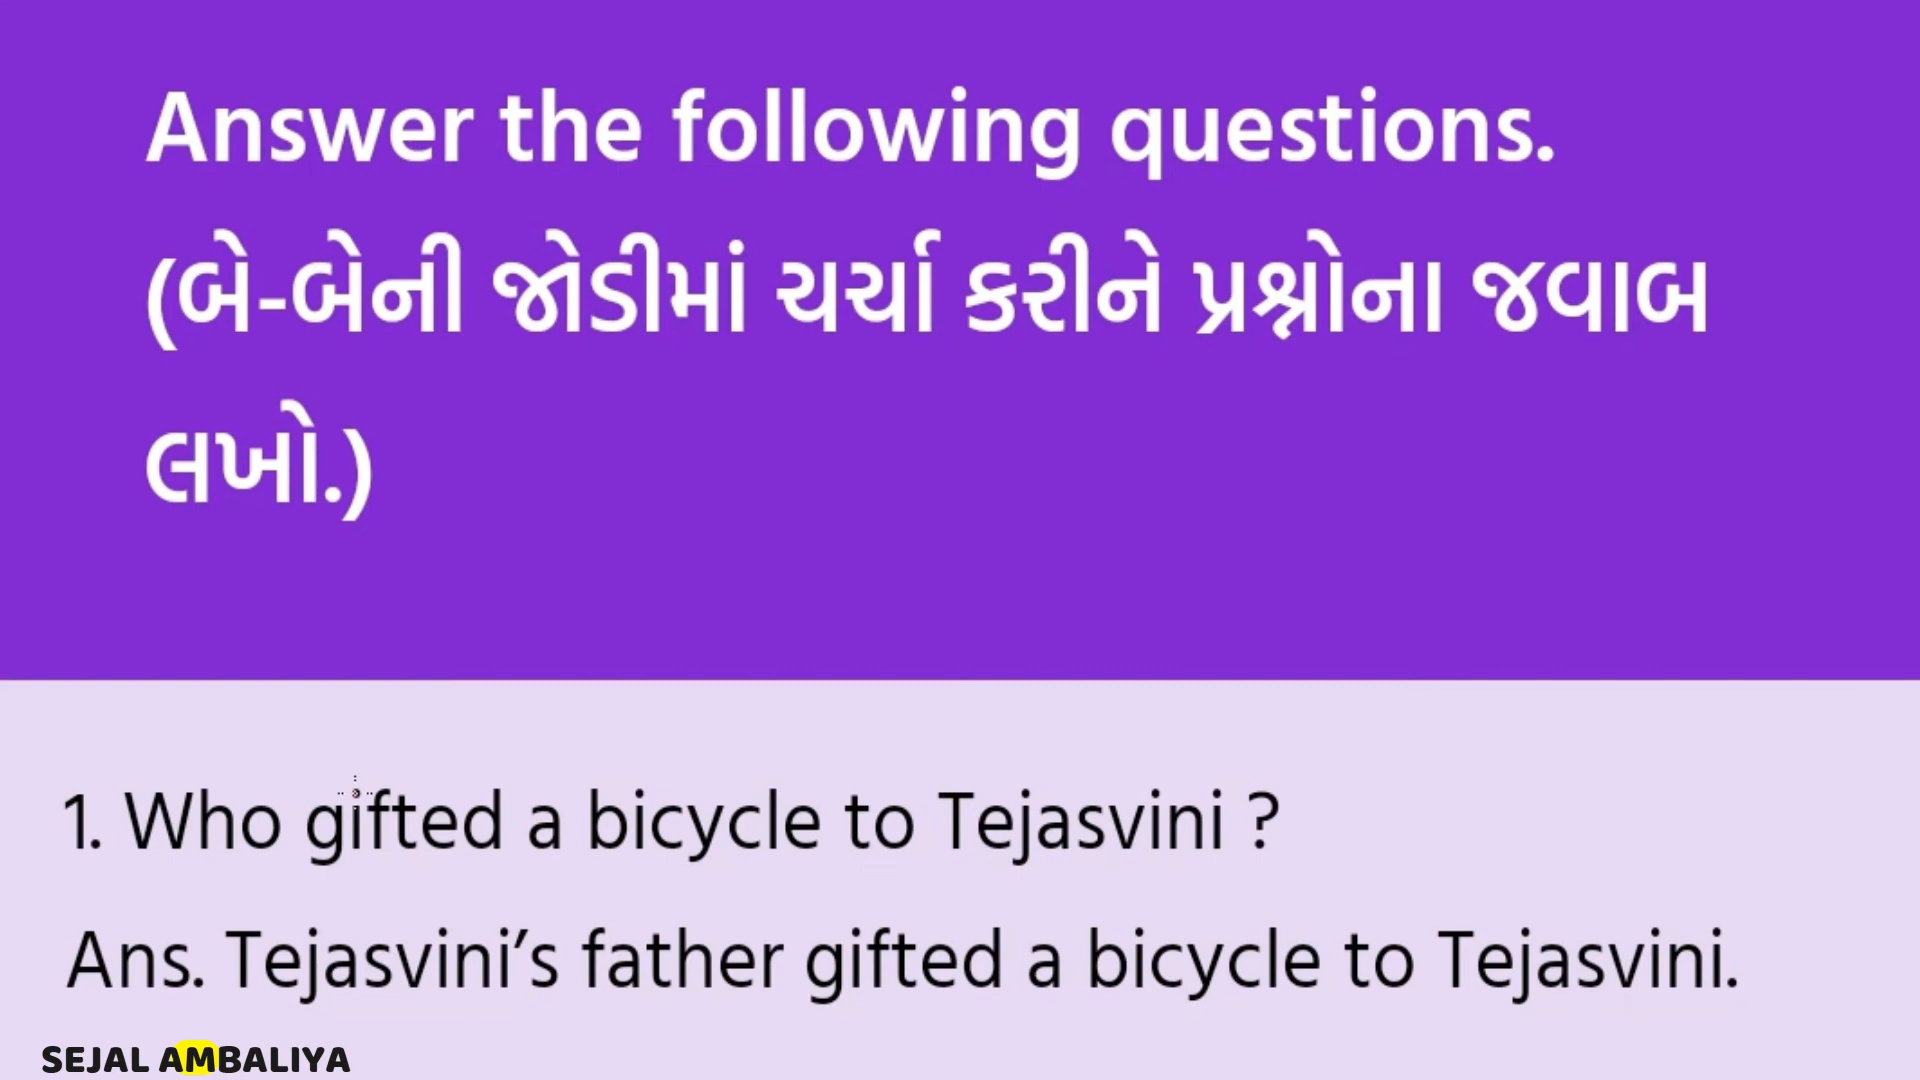 Answer the following questions.
(બે-બેની જોડીમાં ચર્ચા કરીને પ્રશ્નોના જવાબ
લખો.)
1. Who gifted a bicycle to Tejasvini ?
Ans. Tejasvini’s father gifted a bicycle to Tejasvini.
SEJAL AMBALIYA